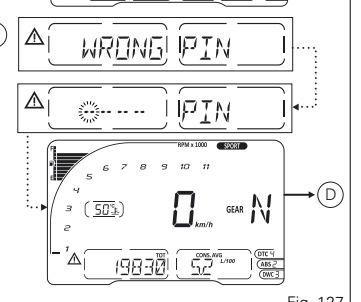 WRONG PIN
- - - - PIN
RPM x 1000 SPORT
5 6 7 8 9 10 11
4
3
2
1
50
0 km/h
GEAR N
D
TOT
19830
CONS. AVG
5.2 L/100
DTC 4
ABS 2
DWC 3
Fig. 127